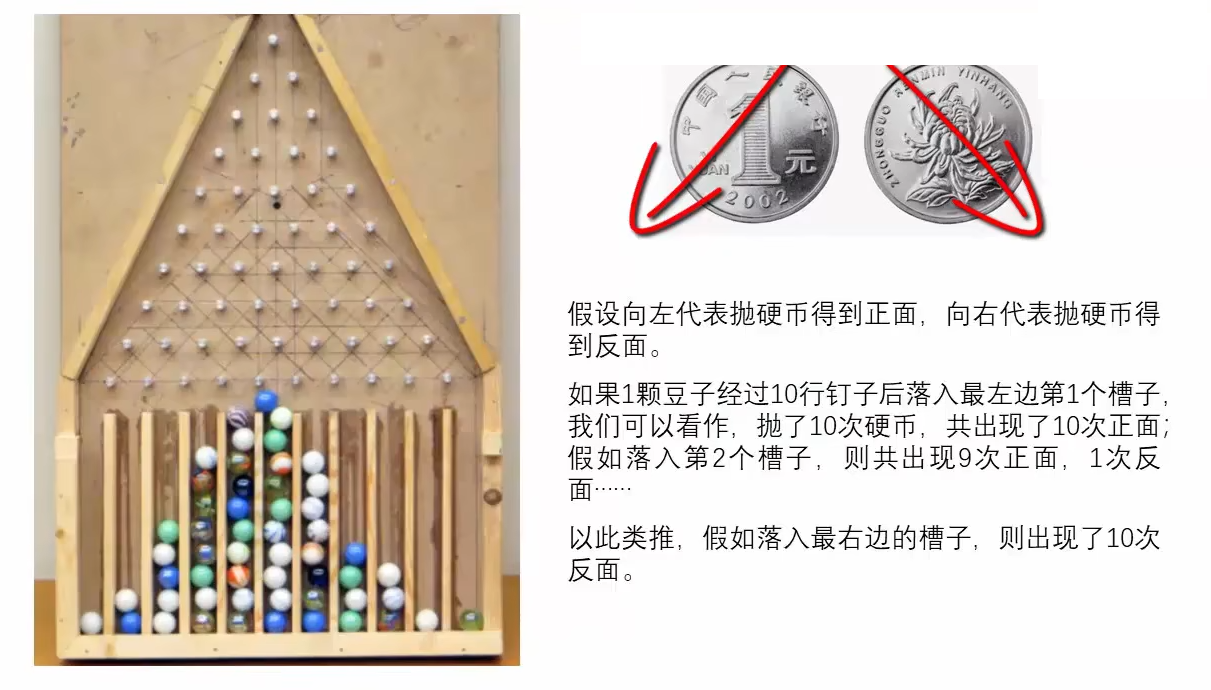 中国人民银行
1
YI YUAN
元
2002
ZHONGGUO RENMIN YINHANG
假设向左代表抛硬币得到正面，向右代表抛硬币得
到反面。
如果1颗豆子经过10行钉子后落入最左边第1个槽子，
我们可以看作，抛了10次硬币，共出现了10次正面；
假如落入第2个槽子，则共出现9次正面，1次反
面……
以此类推，假如落入最右边的槽子，则出现了10次
反面。